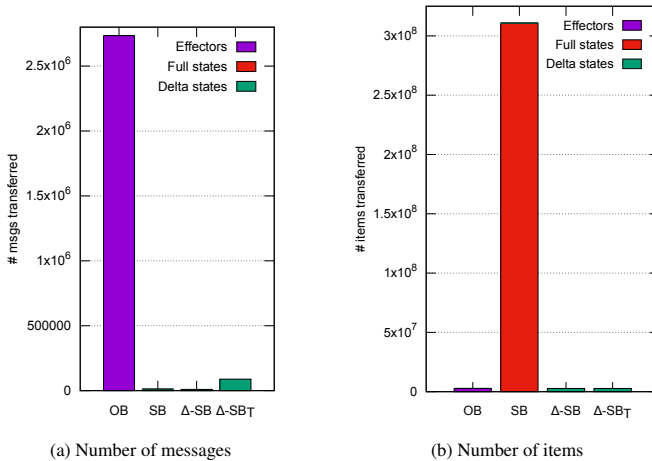 Effectors
Full states
Delta states
2.5x10^6
2x10^6
1.5x10^6
1x10^6
500000
0
# msgs transferred
OB SB Δ-SB Δ-SB_T
(a) Number of messages
Effectors
Full states
Delta states
3x10^8
2.5x10^8
2x10^8
1.5x10^8
1x10^8
5x10^7
0
# items transferred
OB SB Δ-SB Δ-SB_T
(b) Number of items